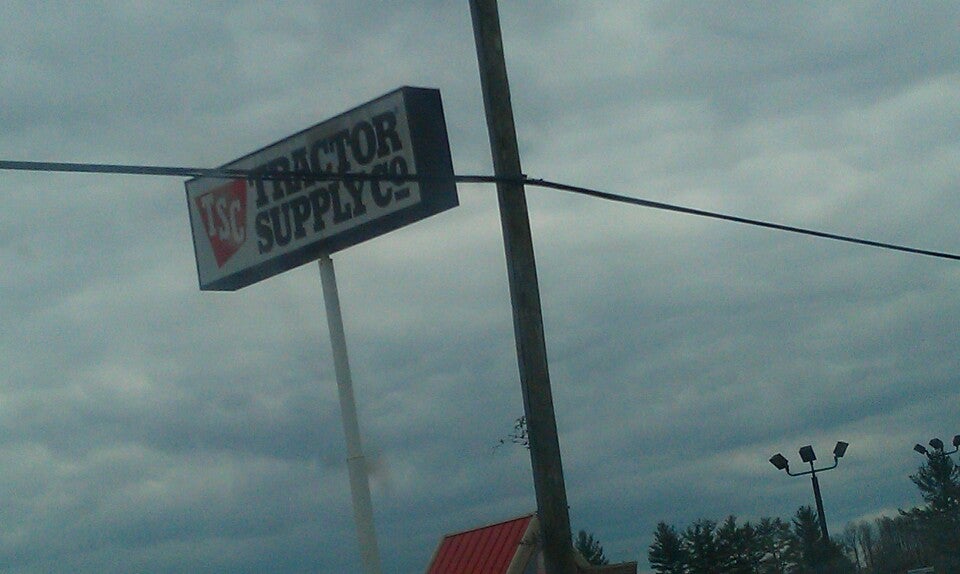 TSC
TRACTOR
SUPPLY Co